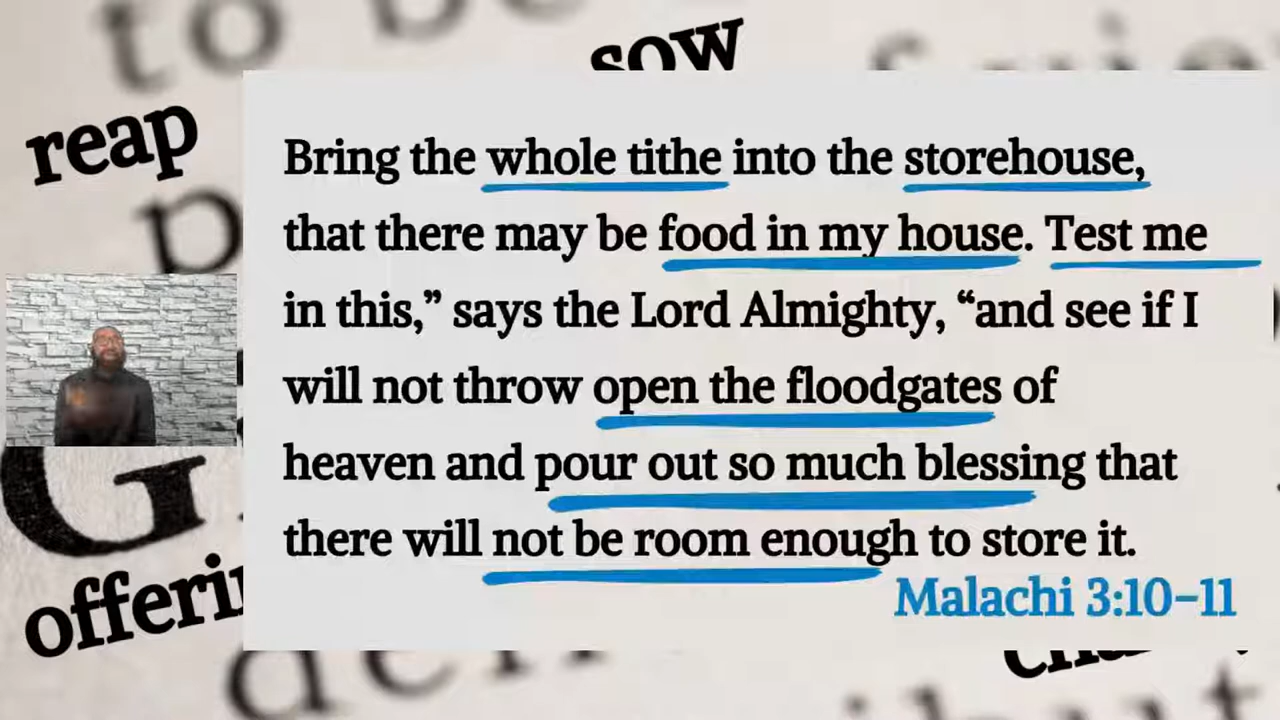 sow
reap
Bring the whole tithe into the storehouse,
that there may be food in my house. Test me
in this,” says the Lord Almighty, “and see if I
will not throw open the floodgates of
heaven and pour out so much blessing that
there will not be room enough to store it.
Malachi 3:10–11